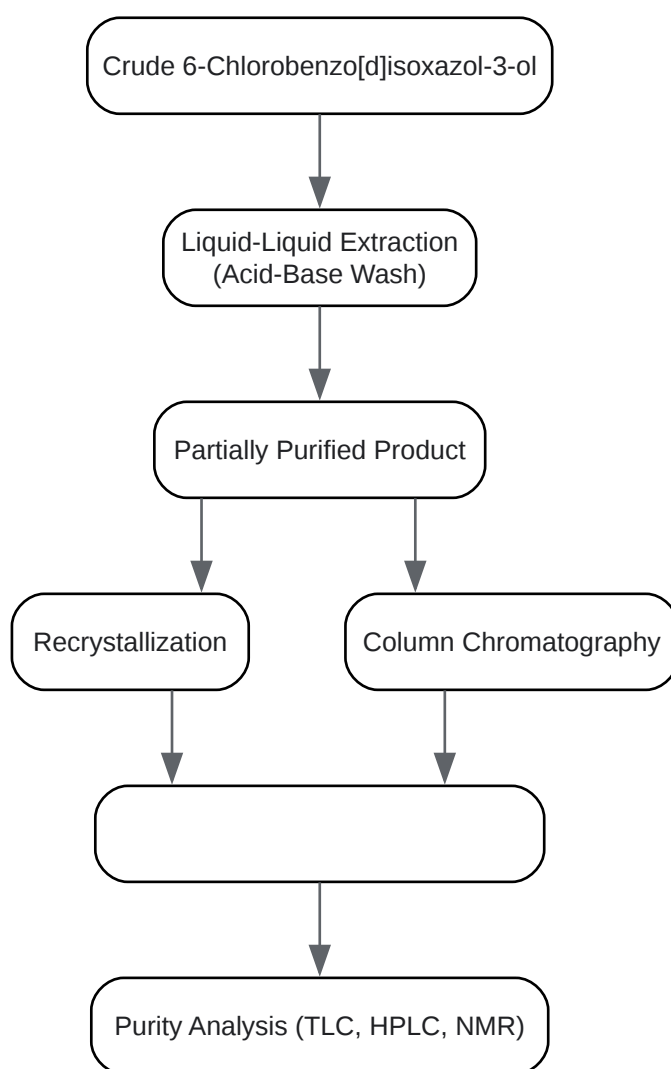 Crude 6-Chlorobenzo[d]isoxazol-3-ol
Liquid-Liquid Extraction
(Acid-Base Wash)
Partially Purified Product
Recrystallization
Column Chromatography
Purity Analysis (TLC, HPLC, NMR)